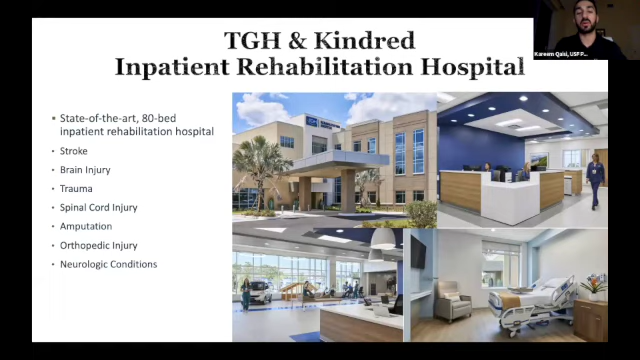 TGH & Kindred
Inpatient Rehabilitation Hospital
Kareem Qaisi, USF P...
• State-of-the-art, 80-bed
inpatient rehabilitation hospital
• Stroke
• Brain Injury
• Trauma
• Spinal Cord Injury
• Amputation
• Orthopedic Injury
• Neurologic Conditions